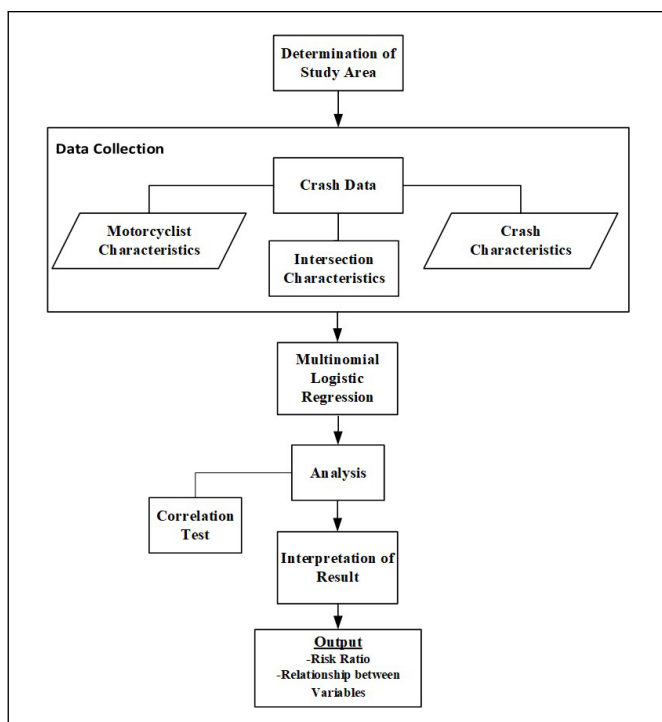 Determination of
Study Area
Data Collection
Crash Data
Motorcyclist
Characteristics
Intersection
Characteristics
Crash
Characteristics
Multinomial
Logistic
Regression
Analysis
Correlation
Test
Interpretation of
Result
Output
-Risk Ratio
-Relationship between
Variables